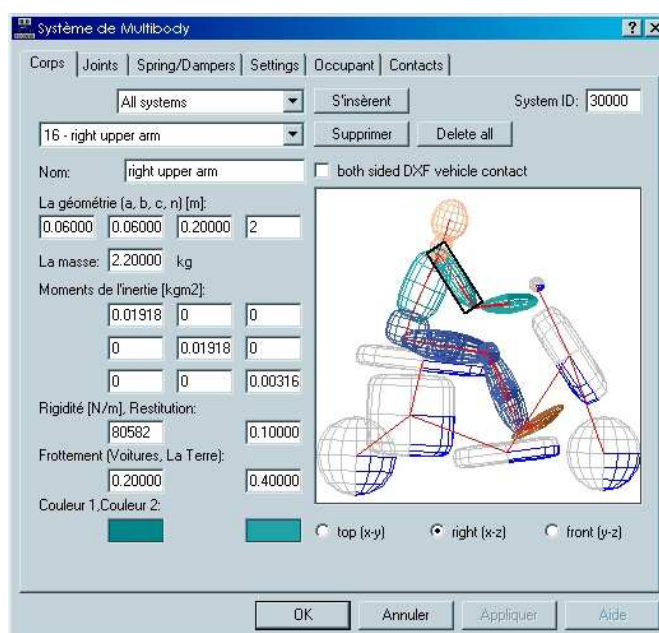 Système de Multibody
Corps Joints Spring/Dampers Settings Occupant Contacts
All systems S'insèrent System ID: 30000
16 - right upper arm Supprimer Delete all
Nom: right upper arm both sided DXF vehicle contact
La géométrie (a, b, c, n) [m]:
0.06000 0.06000 0.20000 2
La masse: 2.20000 kg
Moments de l'inertie [kgm2]:
0.01918 0 0
0 0.01918 0
0 0 0.00316
Rigidité [N/m], Restitution:
80582 0.10000
Frottement (Voitures, La Terre):
0.20000 0.40000
Couleur 1,Couleur 2:
top (x-y) right (x-z) front (y-z)
OK Annuler Appliquer Aide